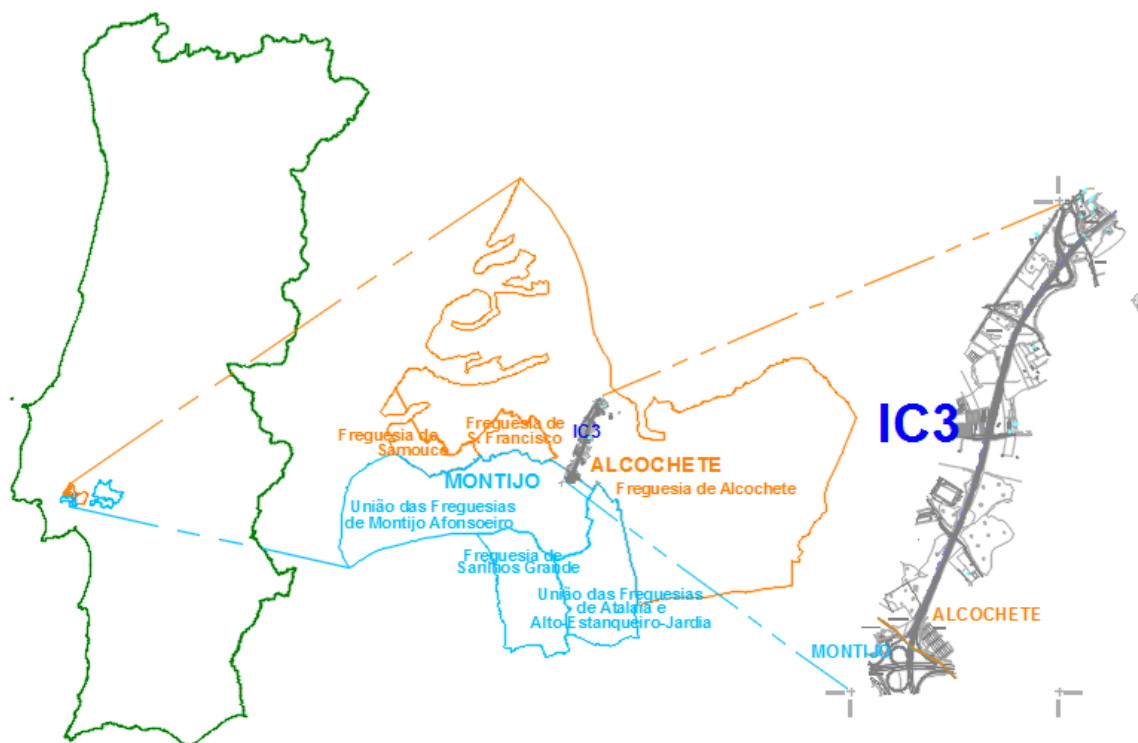 Freguesia de
Samouco
Freguesia de
S. Francisco
IC3
ALCOCHETE
Freguesia de Alcochete
MONTIJO
União das Freguesias
de Montijo Afonsoeiro
Freguesia de
Sarilhos Grande
União das Freguesias
de Atalaia e
Alto-Estanqueiro-Jardia
IC3
ALCOCHETE
MONTIJO